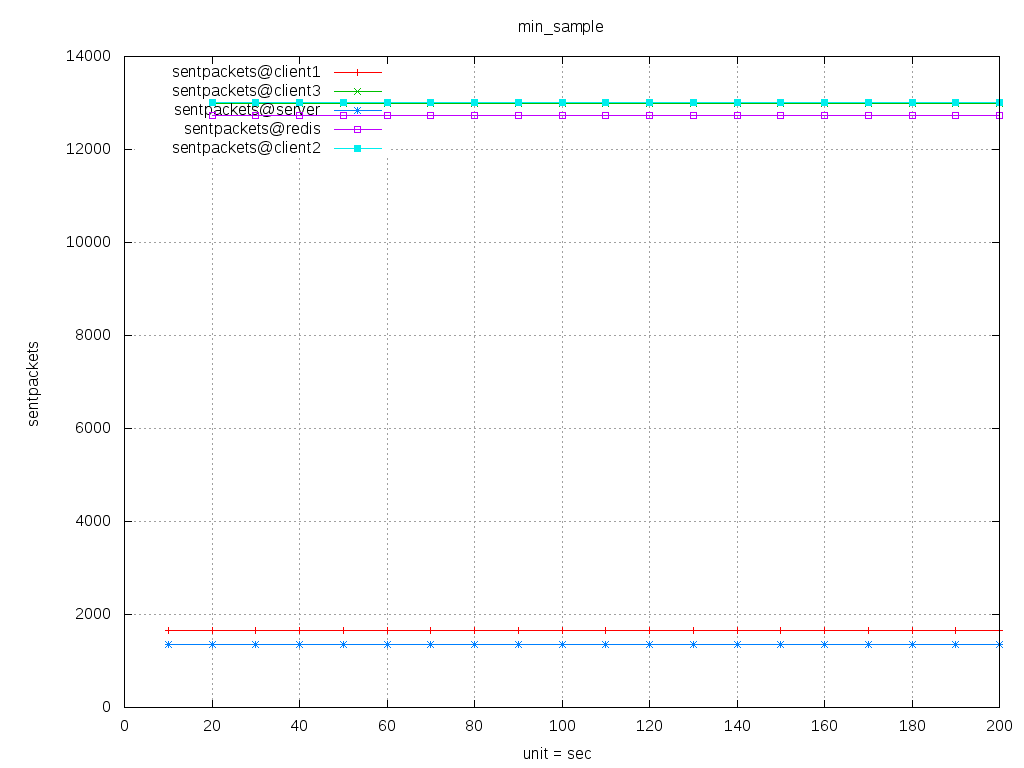 min_sample
sentpackets@client1
sentpackets@client3
sentpackets@server
sentpackets@redis
sentpackets@client2
14000
12000
10000
8000
6000
4000
2000
0
sentpackets
0 20 40 60 80 100 120 140 160 180 200
unit = sec